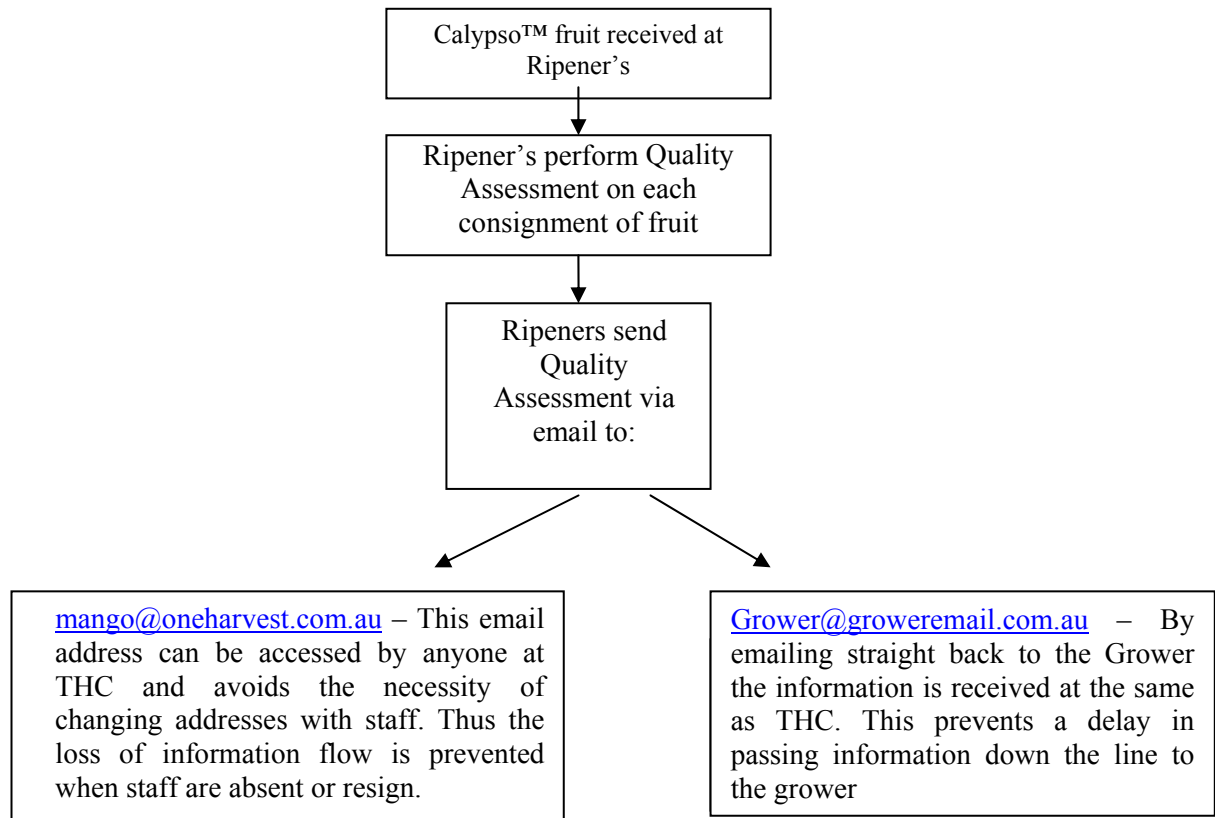 Calypso™ fruit received at
Ripener’s
Ripener’s perform Quality
Assessment on each
consignment of fruit
Ripeners send
Quality
Assessment via
email to:
mango@oneharvest.com.au – This email
address can be accessed by anyone at
THC and avoids the necessity of
changing addresses with staff. Thus the
loss of information flow is prevented
when staff are absent or resign.
Grower@groweremail.com.au – By
emailing straight back to the Grower
the information is received at the same
as THC. This prevents a delay in
passing information down the line to
the grower